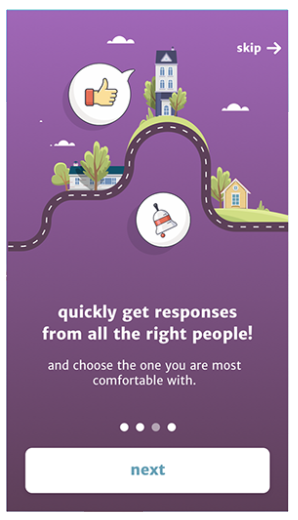 skip →
quickly get responses
from all the right people!
and choose the one you are most
comfortable with.
next